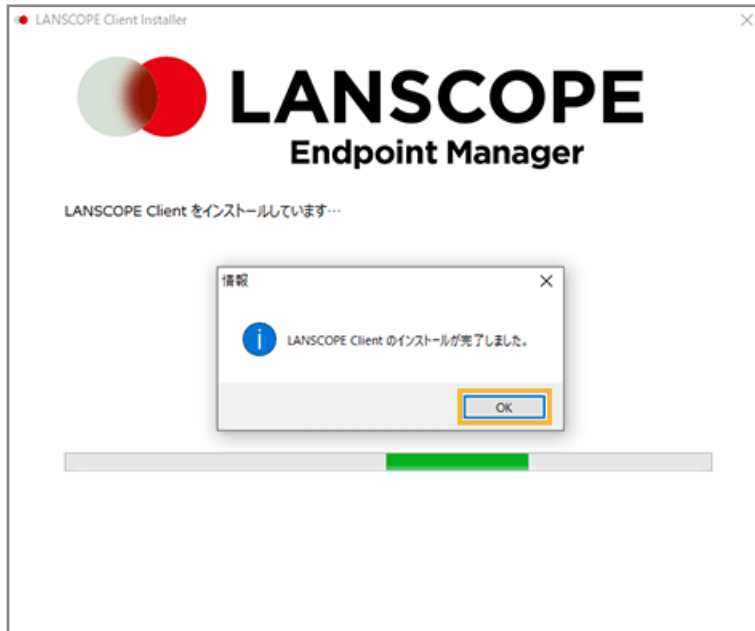 LANSCOPE Client Installer
LANSCOPE
Endpoint Manager
LANSCOPE Client をインストールしています…
情報
LANSCOPE Client のインストールが完了しました。
OK